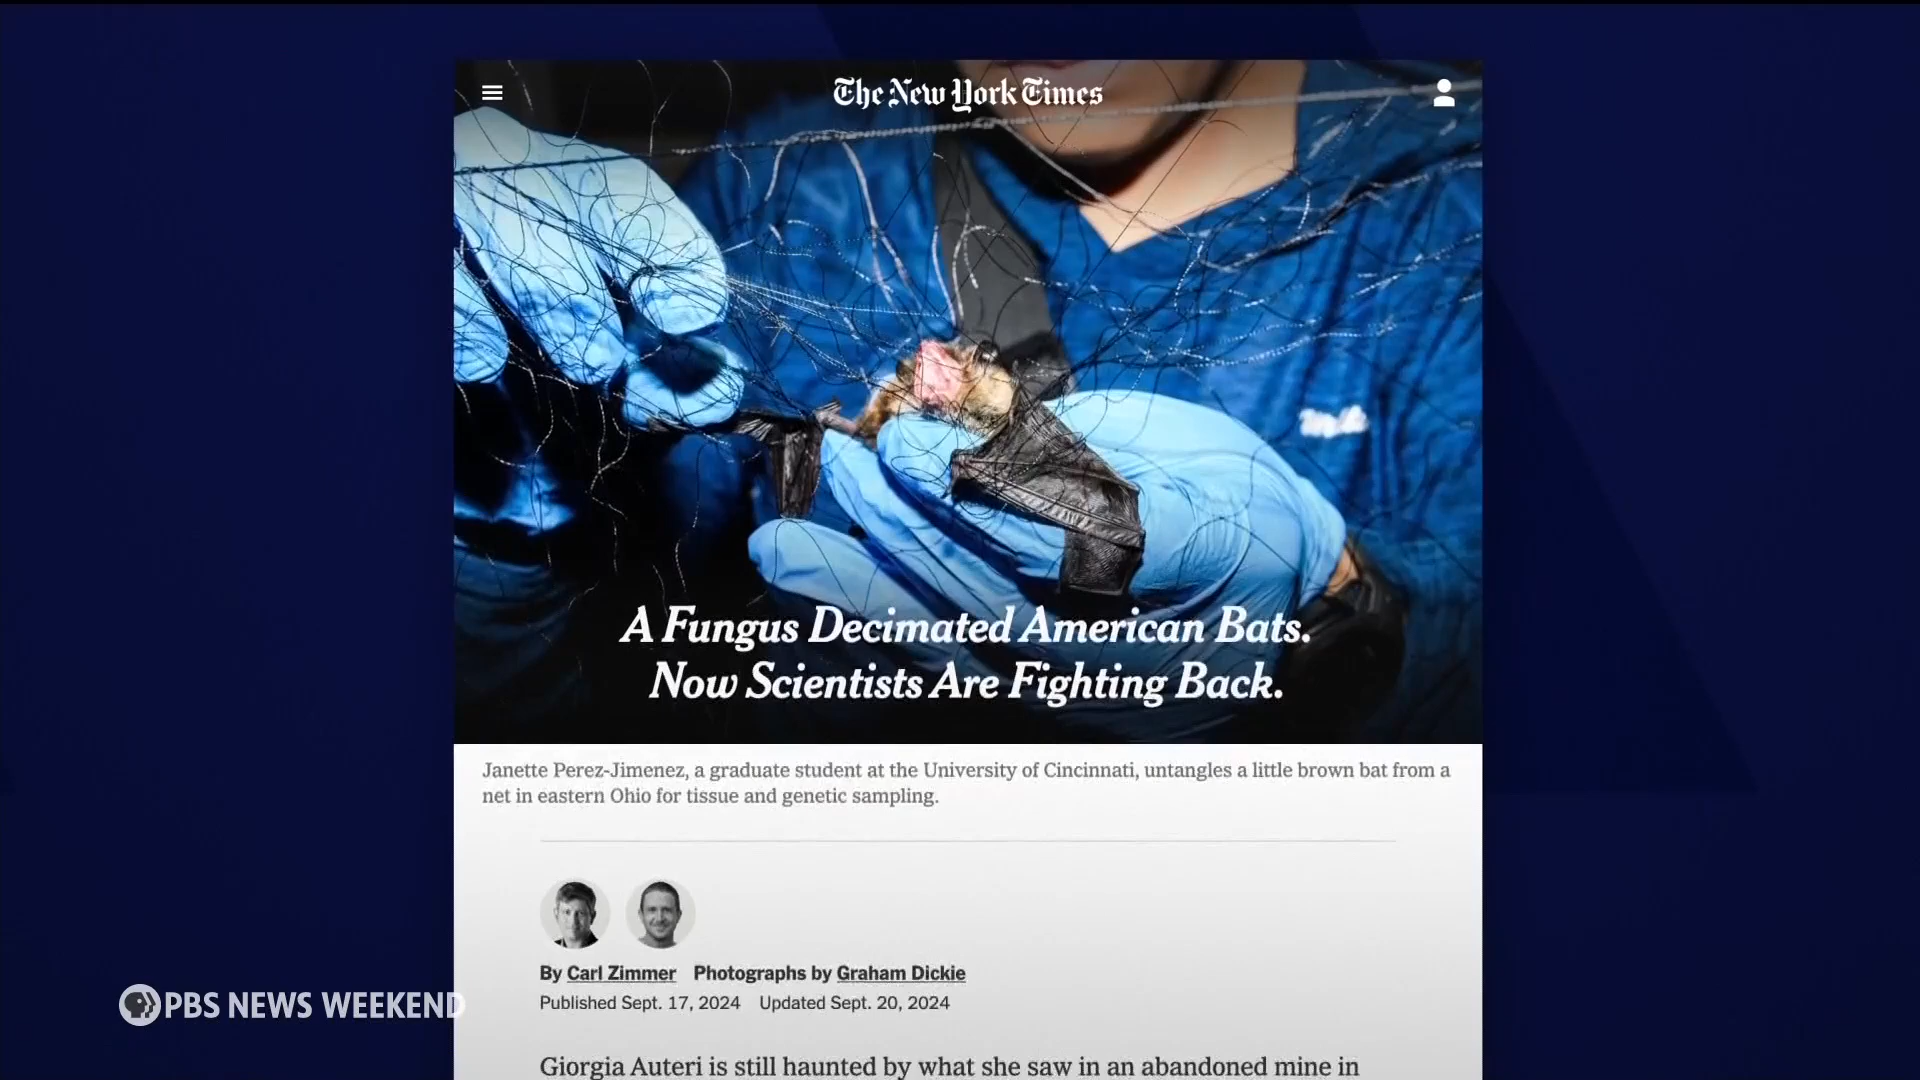 The New York Times
A Fungus Decimated American Bats.
Now Scientists Are Fighting Back.
Janette Perez-Jimenez, a graduate student at the University of Cincinnati, untangles a little brown bat from a
net in eastern Ohio for tissue and genetic sampling.
By Carl Zimmer Photographs by Graham Dickie
Published Sept. 17, 2024 Updated Sept. 20, 2024
PBS NEWS WEEKEND
Giorgia Auteri is still haunted by what she saw in an abandoned mine in